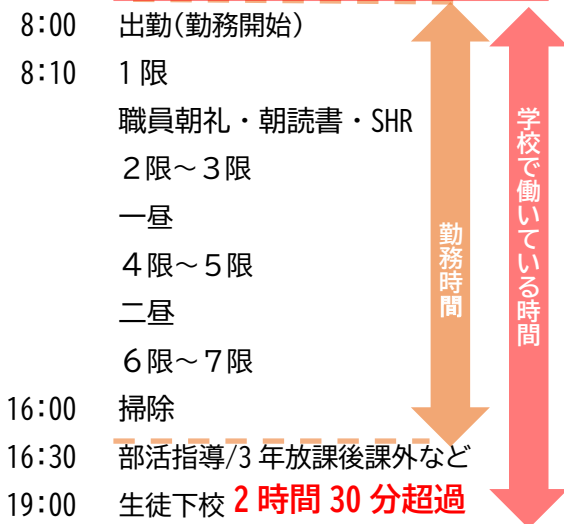 8:00 出勤(勤務開始)
8:10 1限
職員朝礼・朝読書・SHR
2限～3限
一昼
4限～5限
二昼
6限～7限
16:00 掃除
16:30 部活指導/3年放課後課外など
19:00 生徒下校 2時間30分超過
勤務時間
学校で働いている時間